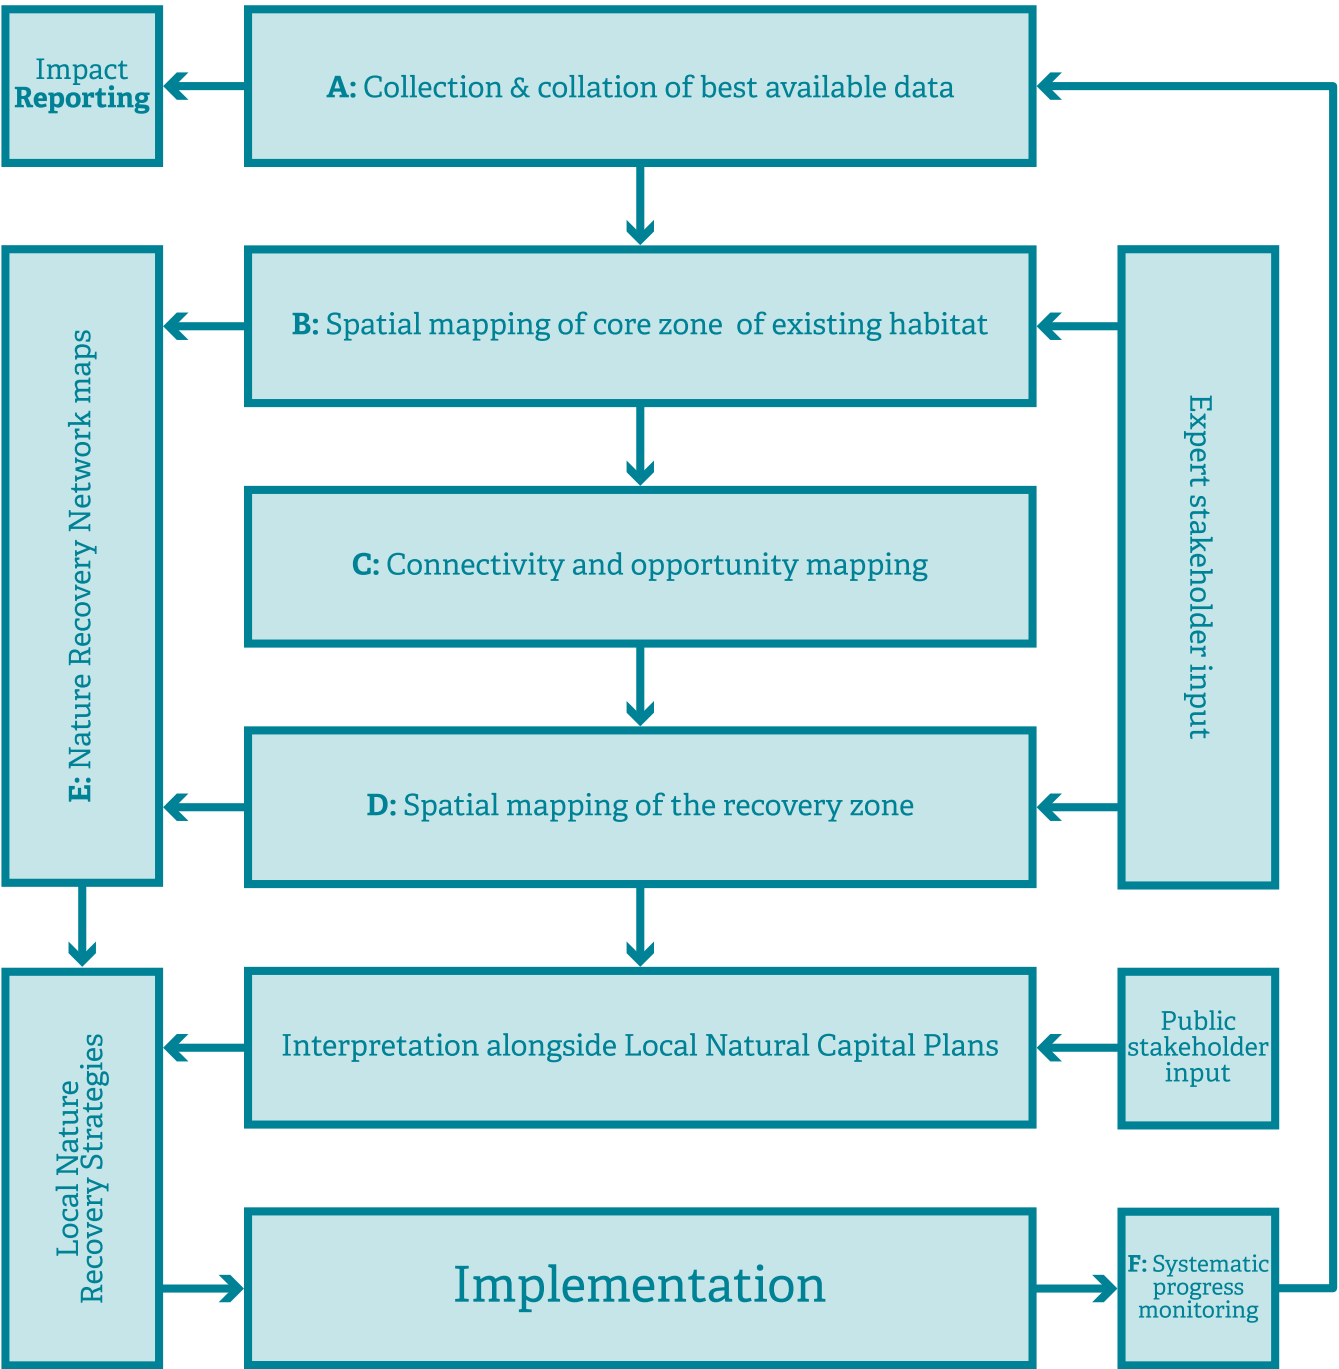 Impact
Reporting
A: Collection & collation of best available data
B: Spatial mapping of core zone of existing habitat
E: Nature Recovery Network maps
Expert stakeholder input
C: Connectivity and opportunity mapping
D: Spatial mapping of the recovery zone
Local Nature
Recovery Strategies
Interpretation alongside Local Natural Capital Plans
Public
stakeholder
input
Implementation
F: Systematic
progress
monitoring